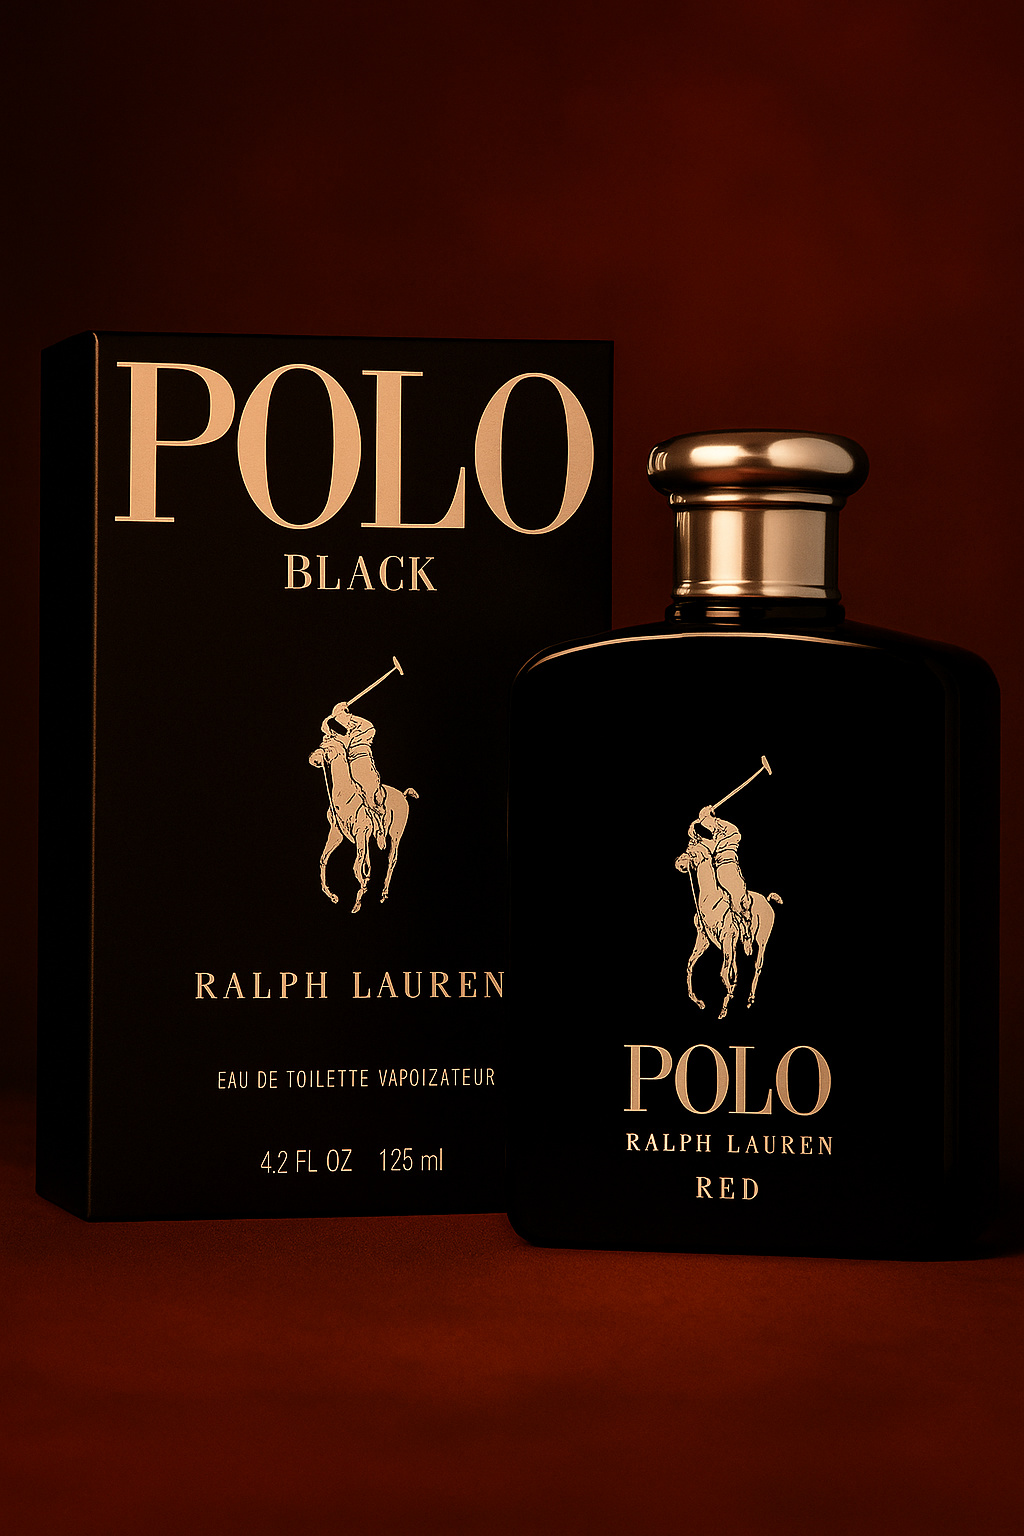 POLO
BLACK
RALPH LAUREN
EAU DE TOILETTE VAPOIZATEUR
4.2 FL OZ 125 ml
POLO
RALPH LAUREN
RED